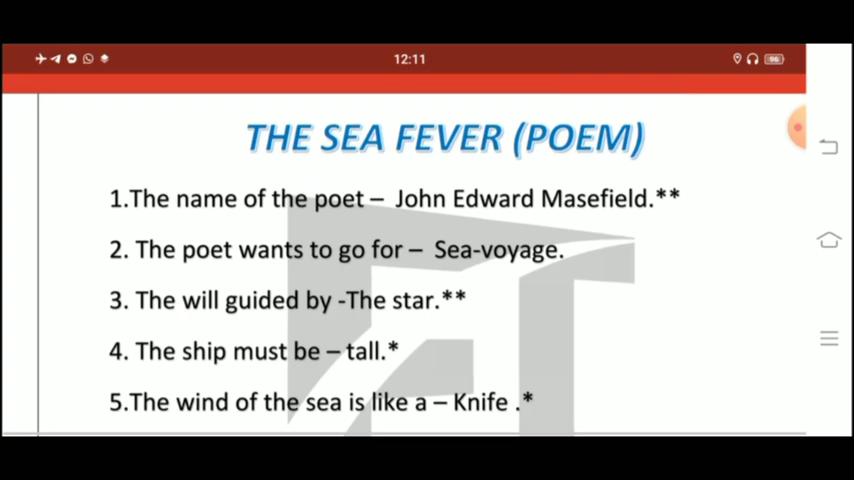 12:11
96
THE SEA FEVER (POEM)
1.The name of the poet – John Edward Masefield.**
2. The poet wants to go for – Sea-voyage.
3. The will guided by -The star.**
4. The ship must be – tall.*
5.The wind of the sea is like a – Knife .*